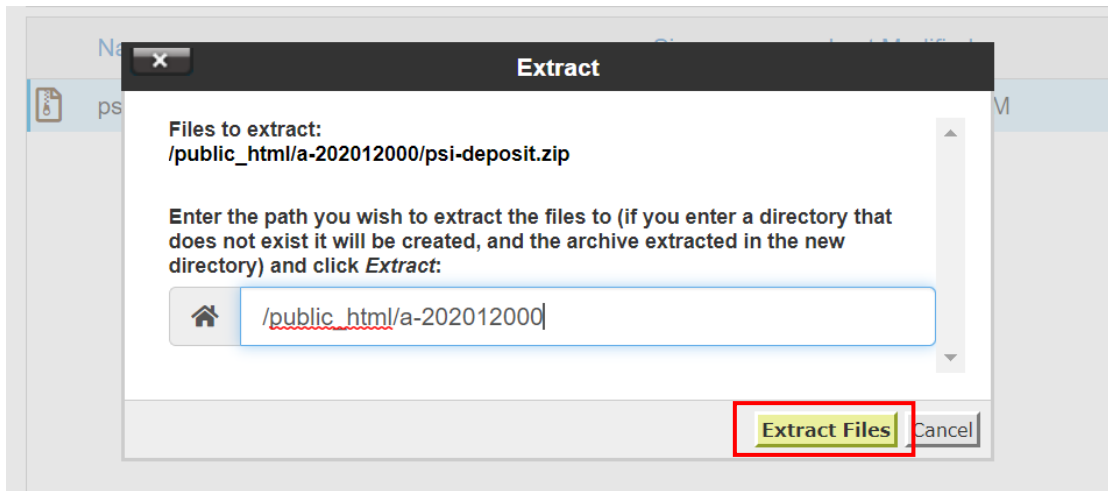 Extract
ps
M
Files to extract:
/public_html/a-202012000/psi-deposit.zip
Enter the path you wish to extract the files to (if you enter a directory that
does not exist it will be created, and the archive extracted in the new
directory) and click Extract:
/public_html/a-202012000
Extract Files Cancel